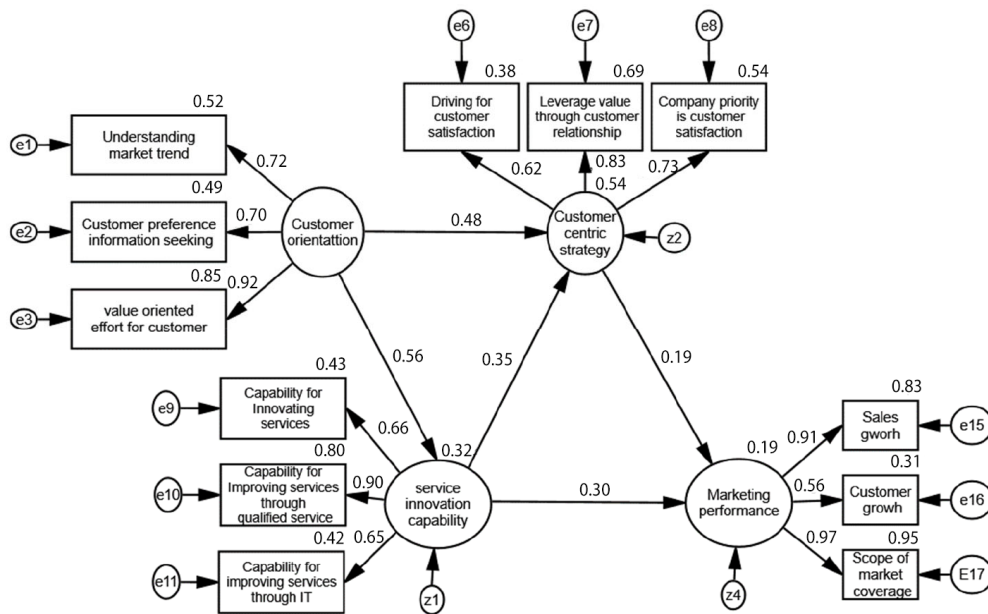 e6
e7
e8
0.38
0.69
0.54
Driving for
customer
satisfaction
Leverage value
through customer
relationship
Company priority
is customer
satisfaction
0.52
e1
Understanding
market trend
0.72
0.62
0.83
0.73
0.54
0.49
e2
Customer preference
information seeking
0.70
Customer
orientattion
0.48
Customer
centric
strategy
z2
0.85
0.92
e3
value oriented
effort for customer
0.56
0.35
0.19
0.43
e9
Capability for
Innovating
services
0.66
0.83
Sales
gworh
e15
0.91
0.19
0.32
0.80
e10
Capability for
Improving services
through
qualified service
0.90
service
innovation
capability
0.30
Marketing
performance
0.56
0.31
Customer
growh
e16
0.42
0.65
e11
Capability for
improving services
through IT
z1
z4
0.97
0.95
Scope of
market
coverage
E17